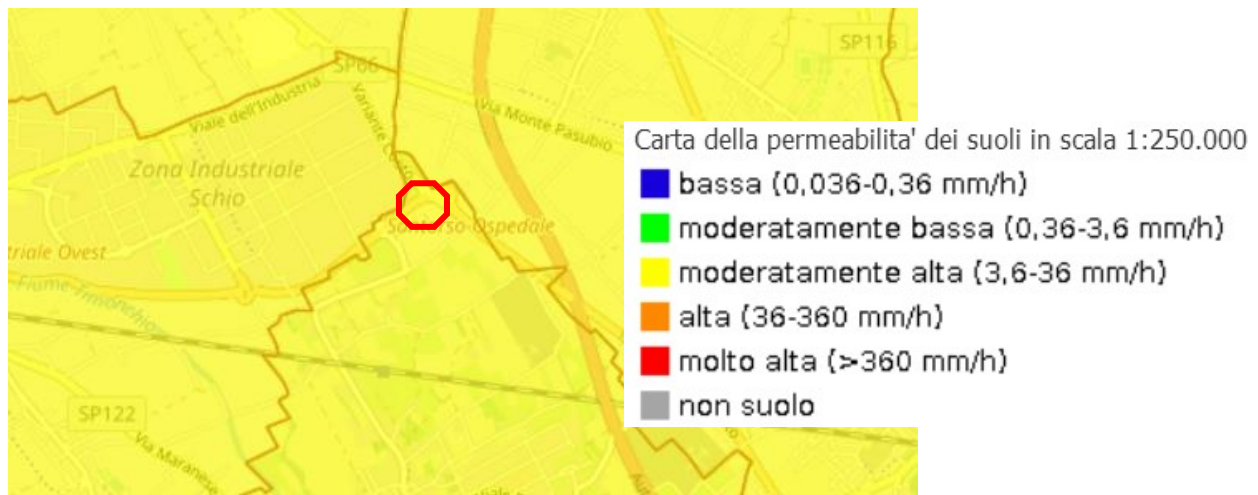 SP116
SP66
Via Monte Pasubio
Viale dell'Industria
Zona Industriale
Schio
Santorso Ospedale
triale Ovest
Fiume Timonchio
SP122
Via Maranese
Carta della permeabilita' dei suoli in scala 1:250.000
bassa (0,036-0,36 mm/h)
moderatamente bassa (0,36-3,6 mm/h)
moderatamente alta (3,6-36 mm/h)
alta (36-360 mm/h)
molto alta (>360 mm/h)
non suolo